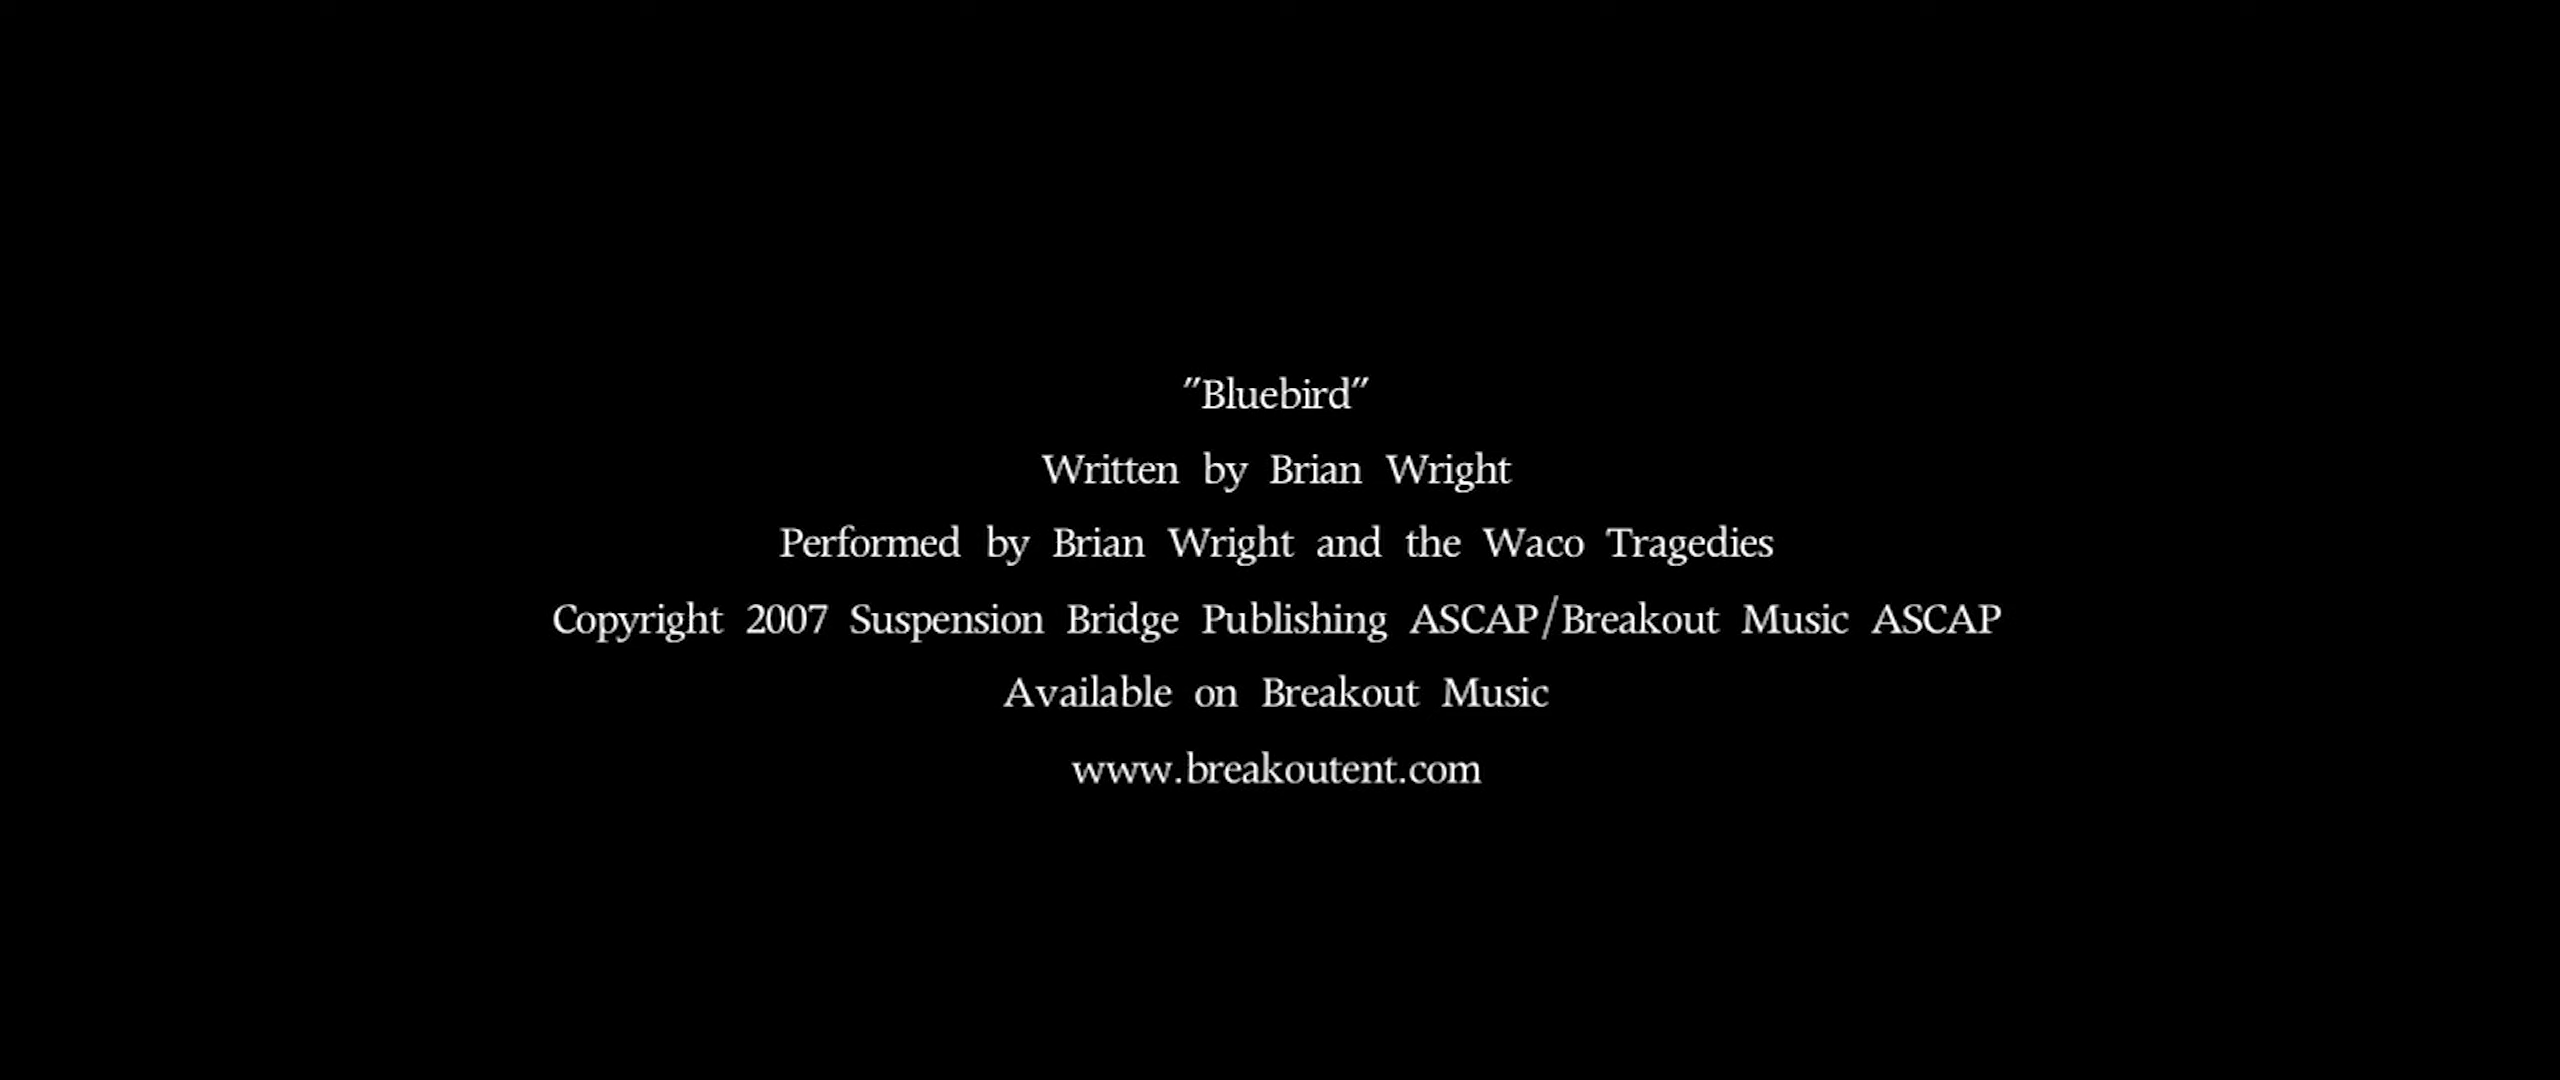 "Bluebird"
Written by Brian Wright
Performed by Brian Wright and the Waco Tragedies
Copyright 2007 Suspension Bridge Publishing ASCAP/Breakout Music ASCAP
Available on Breakout Music
www.breakoutent.com